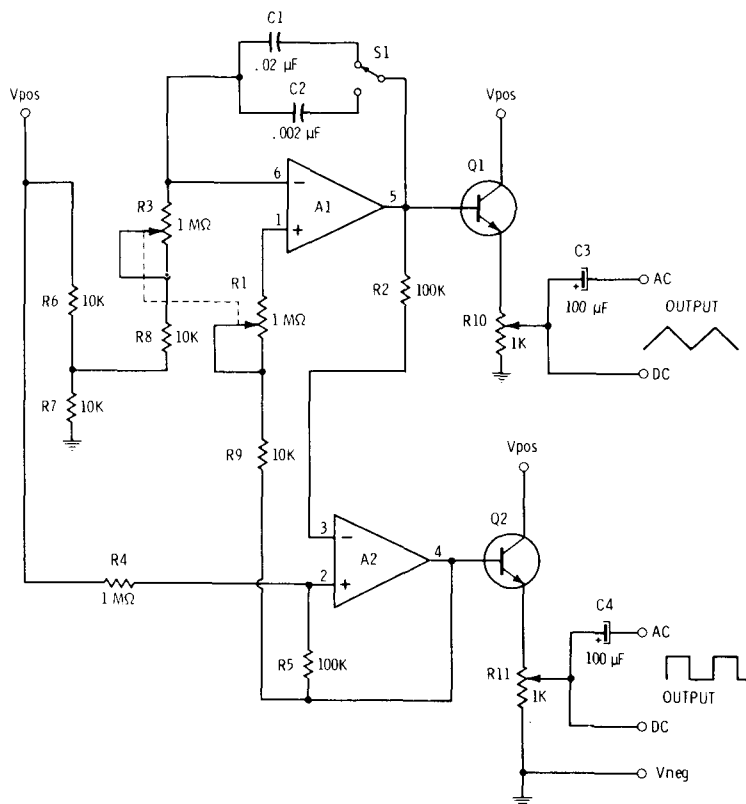 C1
.02 µF
S1
C2
.002 µF
Vpos
Vpos
Q1
6
−
A1
5
1
+
R3
1 MΩ
R1
1 MΩ
R2
100K
C3
+
100 µF
AC
OUTPUT
DC
R10
1K
R6
10K
R8
10K
R7
10K
R9
10K
Vpos
Q2
3
−
A2
4
2
+
R4
1 MΩ
R5
100K
C4
+
100 µF
AC
OUTPUT
DC
R11
1K
Vneg